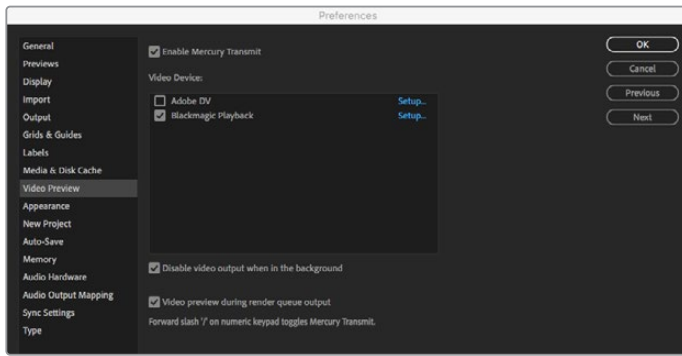 Preferences
General
Previews
Display
Import
Output
Grids & Guides
Labels
Media & Disk Cache
Video Preview
Appearance
New Project
Auto-Save
Memory
Audio Hardware
Audio Output Mapping
Sync Settings
Type
Enable Mercury Transmit
Video Device:
Adobe DV Setup...
Blackmagic Playback Setup...
Disable video output when in the background
Video preview during render queue output
Forward slash '/' on numeric keypad toggles Mercury Transmit.
OK
Cancel
Previous
Next